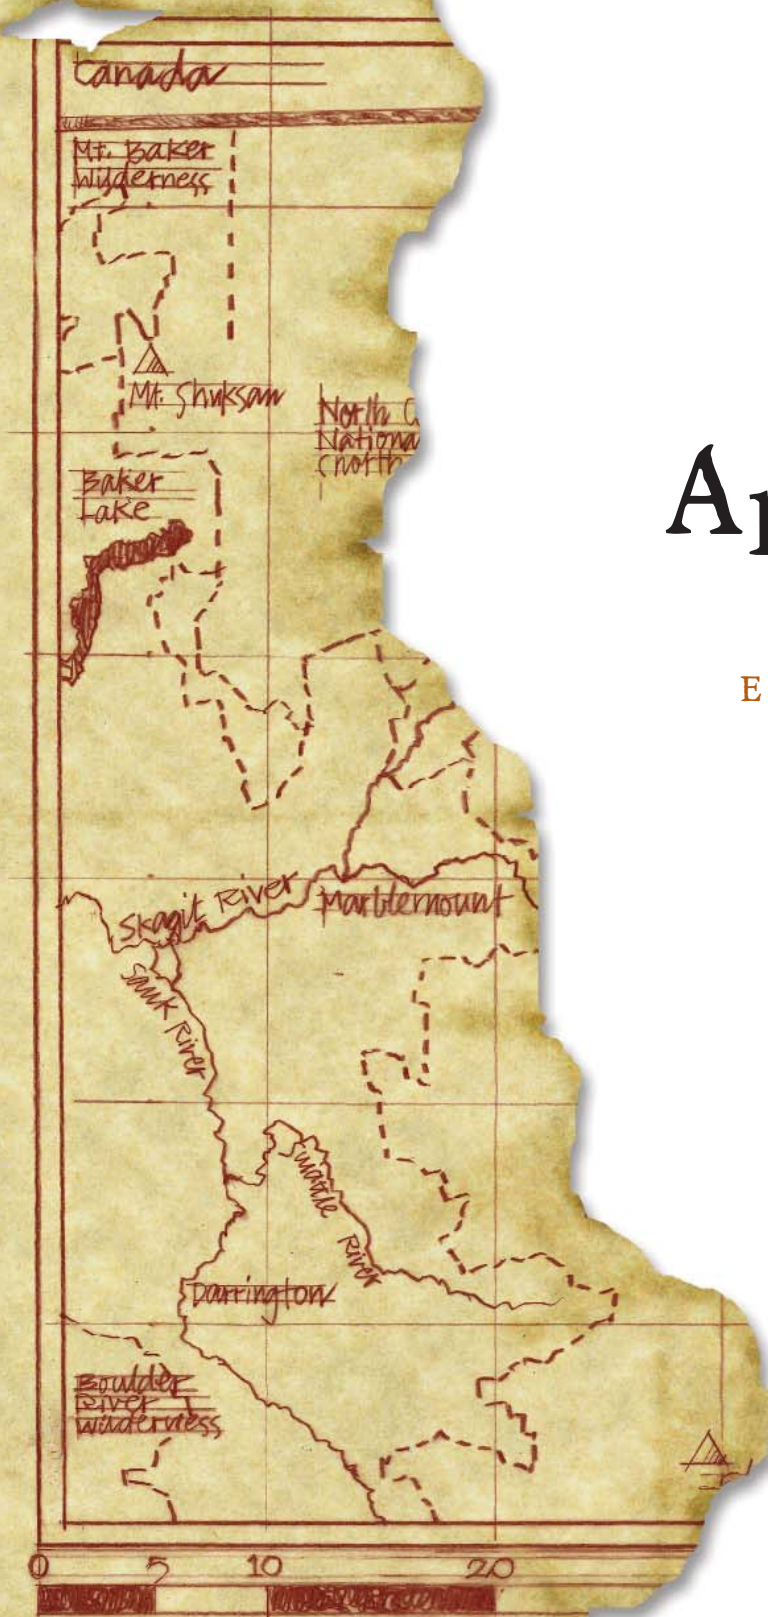 Canada
Mt. Baker
Wilderness
Mt. Shuksan
North C
Nationa
(north
Baker
Lake
A
E
Skagit River
Marblemount
Sauk River
Suiattle River
Darrington
Boulder
River
Wilderness
0 5 10 20